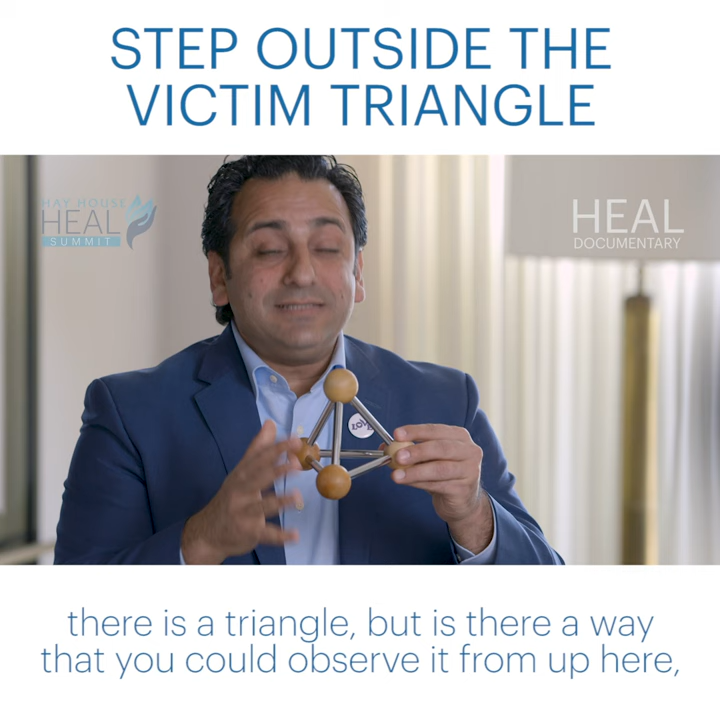 STEP OUTSIDE THE
VICTIM TRIANGLE
HAY HOUSE
HEAL
SUMMIT
HEAL
DOCUMENTARY
LOVE
there is a triangle, but is there a way
that you could observe it from up here,